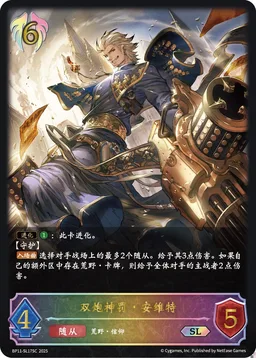 6
进化 1 :此卡进化。
【守护】
入场曲 选择对手战场上的最多2个随从。给予其3点伤害。如果自
己的额外区中存在荒野·卡牌，则给予全体对手的主战者2点伤
害。
双炮神罚·安维特
4
随从
荒野·信仰
SL
5
BP11-SL17SC 2025
© Cygames, Inc. Published by NetEase Games